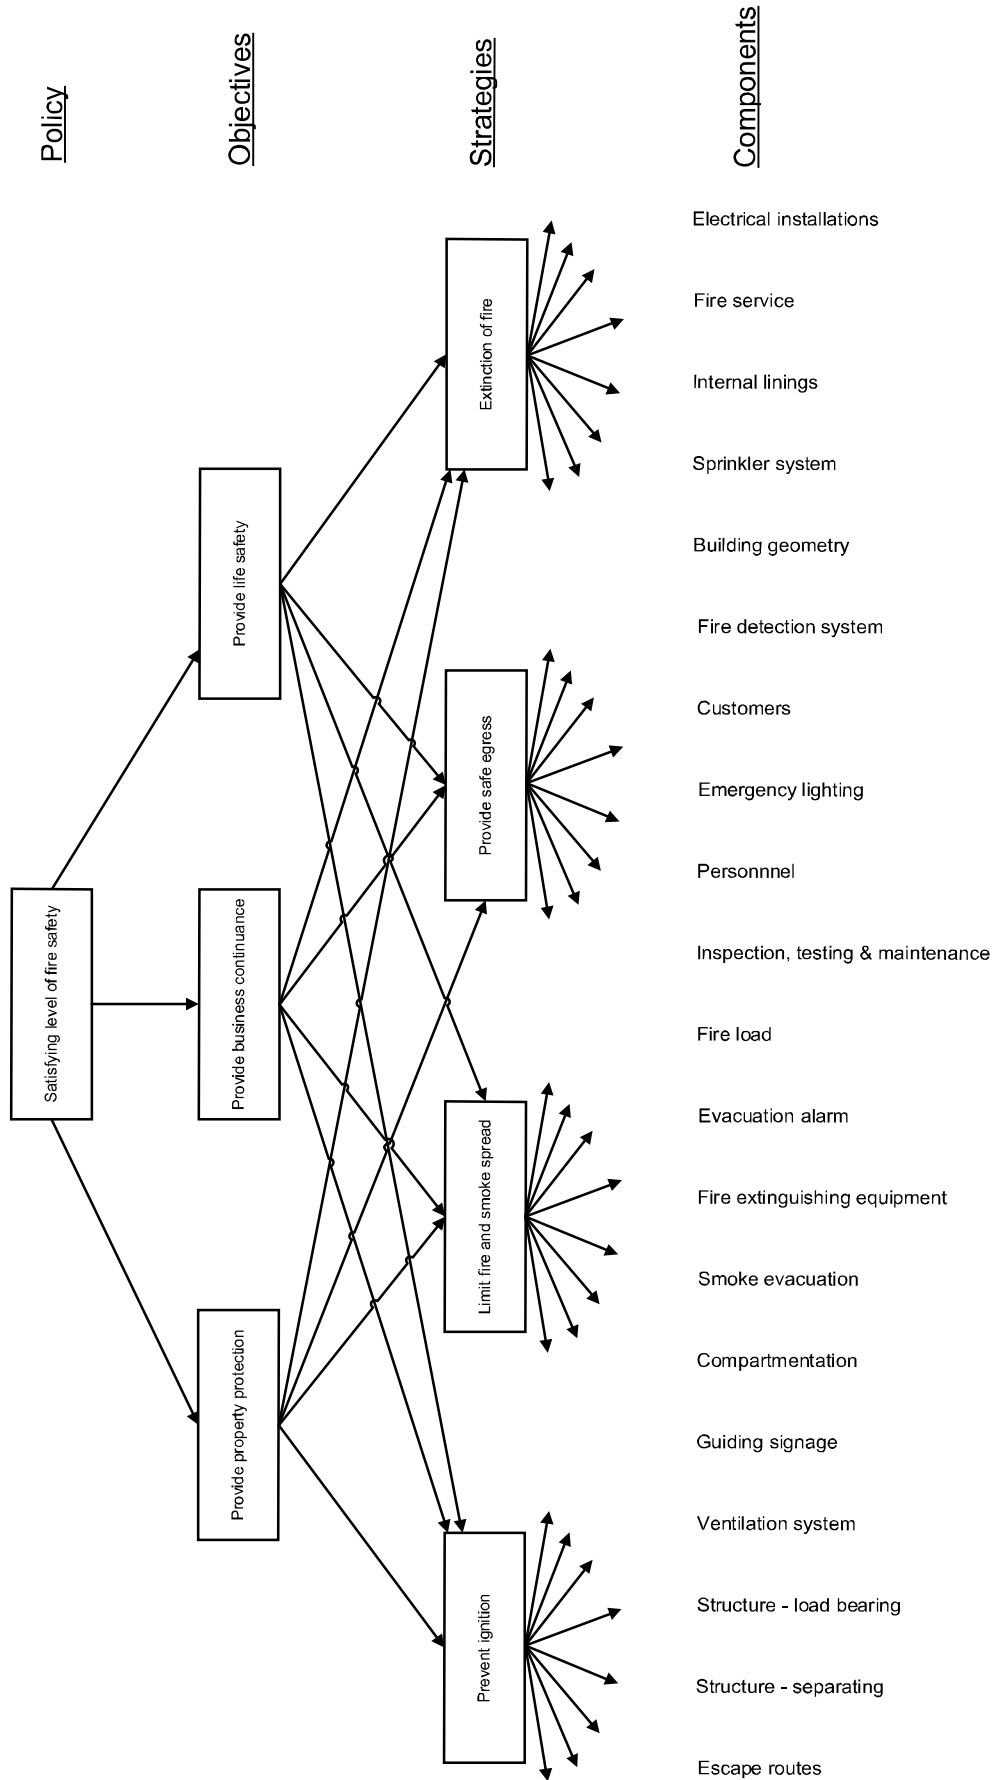 Policy
Objectives
Strategies
Components
Satisfying level of fire safety
Provide life safety
Provide business continuance
Provide property protection
Extinction of fire
Provide safe egress
Limit fire and smoke spread
Prevent ignition
Electrical installations
Fire service
Internal linings
Sprinkler system
Building geometry
Fire detection system
Customers
Emergency lighting
Personnnel
Inspection, testing & maintenance
Fire load
Evacuation alarm
Fire extinguishing equipment
Smoke evacuation
Compartmentation
Guiding signage
Ventilation system
Structure - load bearing
Structure - separating
Escape routes